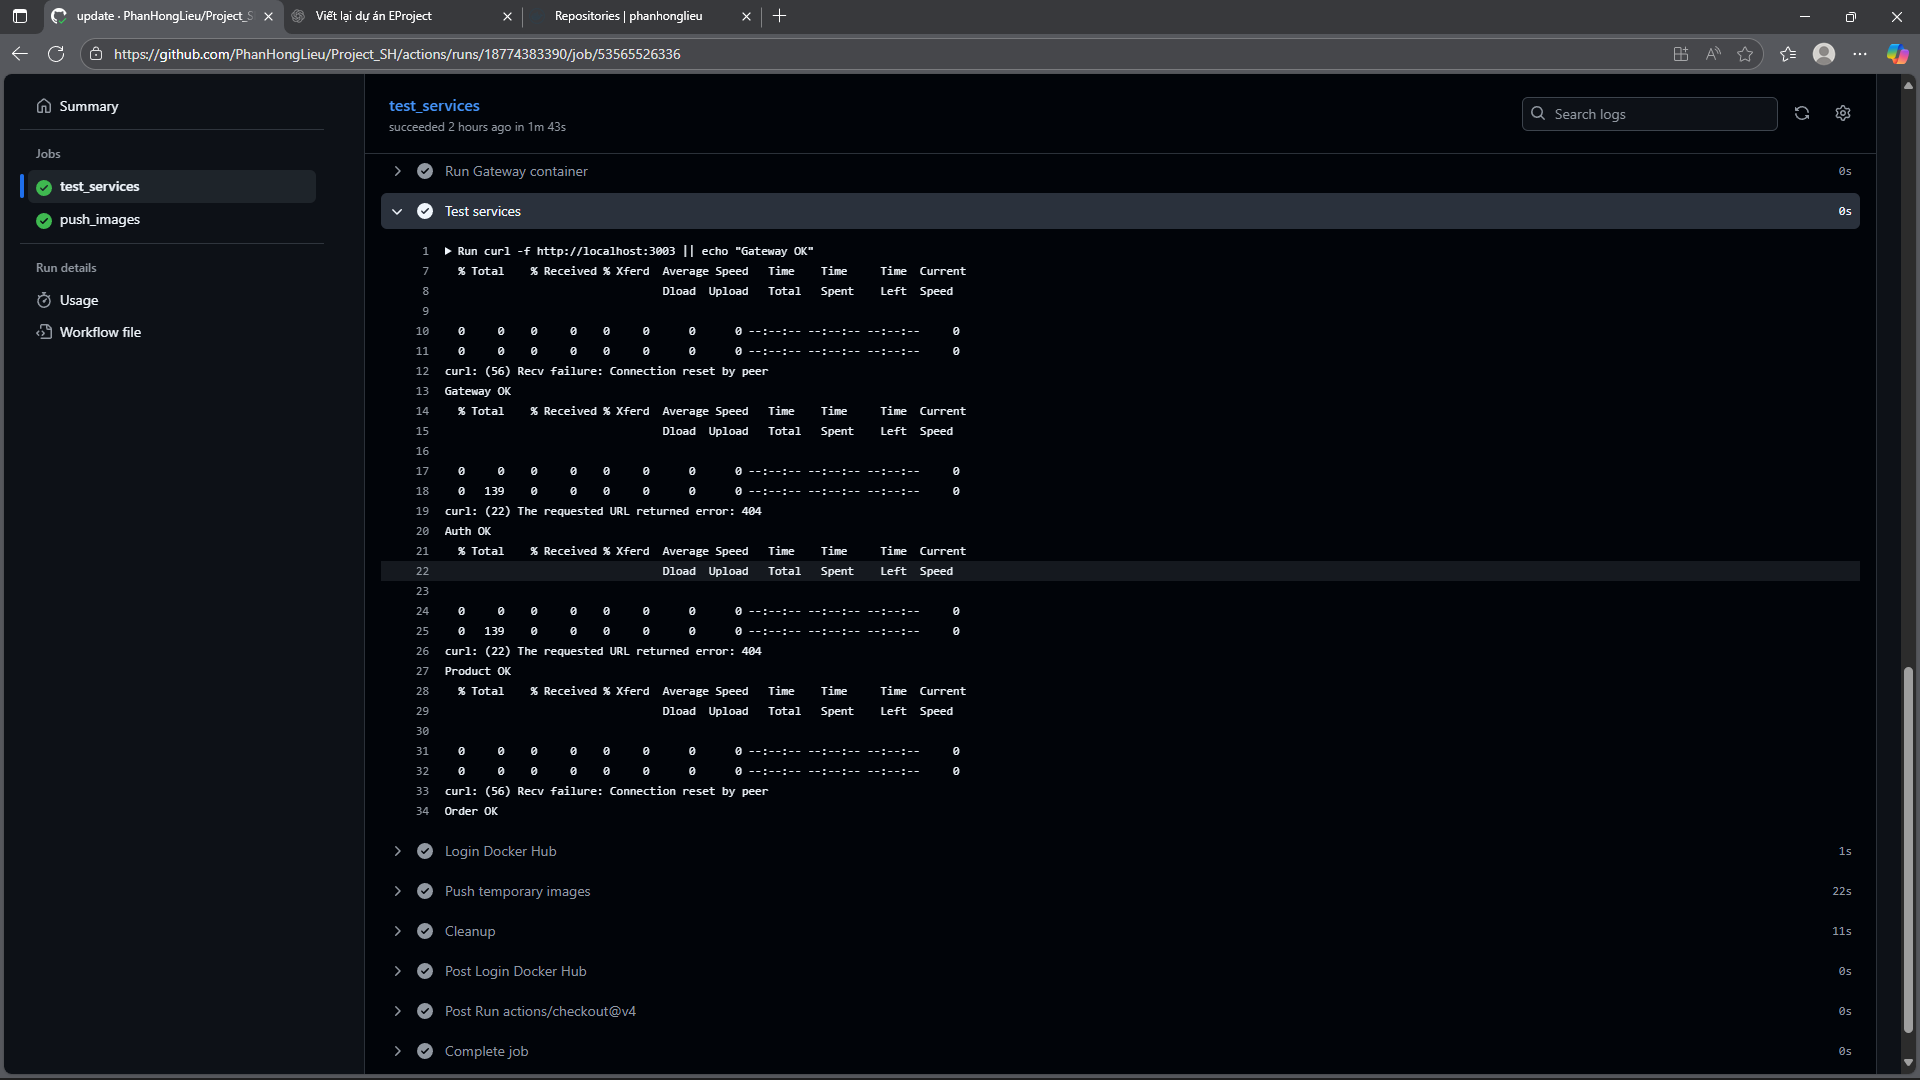 update · PhanHongLieu/Project_S
Viết lại dự án EProject
Repositories | phanhonglieu
https://github.com/PhanHongLieu/Project_SH/actions/runs/18774383390/job/53565526336
Summary
Jobs
test_services
push_images
Run details
Usage
Workflow file
test_services
succeeded 2 hours ago in 1m 43s
Search logs
Run Gateway container 0s
Test services 0s
1 Run curl -f http://localhost:3003 || echo "Gateway OK"
7 % Total % Received % Xferd Average Speed Time Time Time Current
8 Dload Upload Total Spent Left Speed
9
10 0 0 0 0 0 0 0 0 --:--:-- --:--:-- --:--:-- 0
11 0 0 0 0 0 0 0 0 --:--:-- --:--:-- --:--:-- 0
12 curl: (56) Recv failure: Connection reset by peer
13 Gateway OK
14 % Total % Received % Xferd Average Speed Time Time Time Current
15 Dload Upload Total Spent Left Speed
16
17 0 0 0 0 0 0 0 0 --:--:-- --:--:-- --:--:-- 0
18 0 139 0 0 0 0 0 0 --:--:-- --:--:-- --:--:-- 0
19 curl: (22) The requested URL returned error: 404
20 Auth OK
21 % Total % Received % Xferd Average Speed Time Time Time Current
22 Dload Upload Total Spent Left Speed
23
24 0 0 0 0 0 0 0 0 --:--:-- --:--:-- --:--:-- 0
25 0 139 0 0 0 0 0 0 --:--:-- --:--:-- --:--:-- 0
26 curl: (22) The requested URL returned error: 404
27 Product OK
28 % Total % Received % Xferd Average Speed Time Time Time Current
29 Dload Upload Total Spent Left Speed
30
31 0 0 0 0 0 0 0 0 --:--:-- --:--:-- --:--:-- 0
32 0 0 0 0 0 0 0 0 --:--:-- --:--:-- --:--:-- 0
33 curl: (56) Recv failure: Connection reset by peer
34 Order OK
Login Docker Hub 1s
Push temporary images 22s
Cleanup 11s
Post Login Docker Hub 0s
Post Run actions/checkout@v4 0s
Complete job 0s